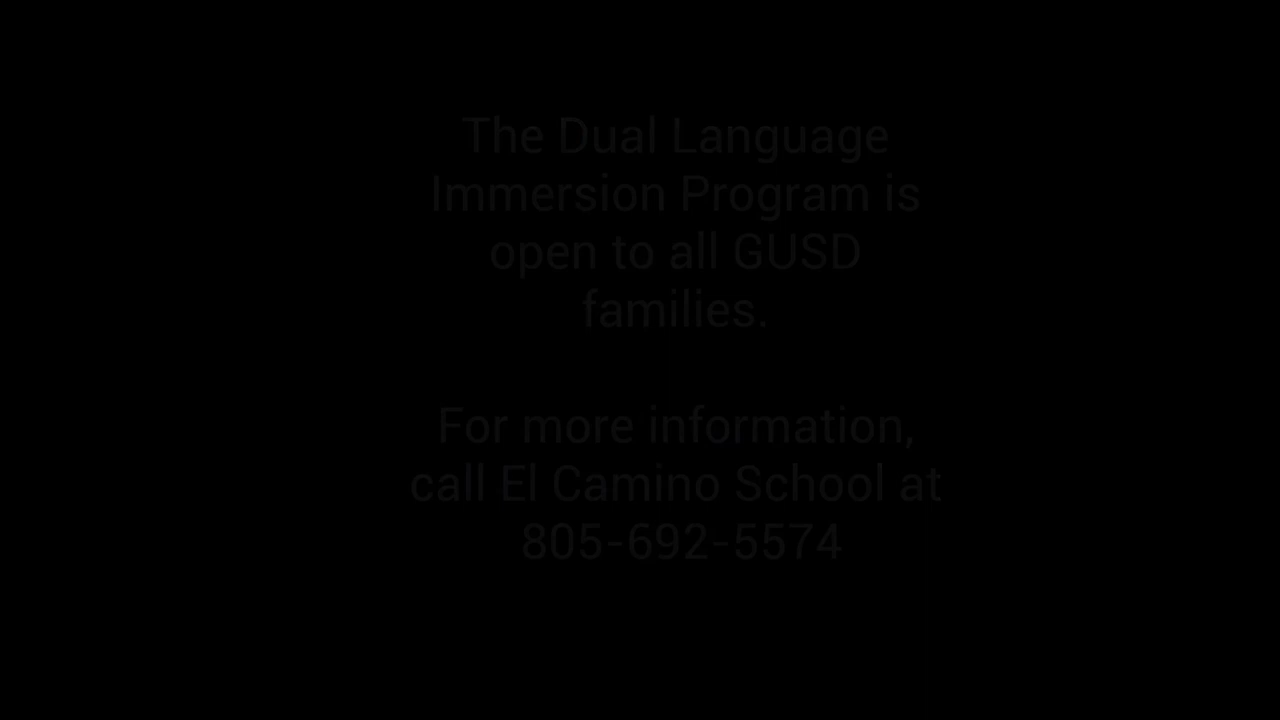 The Dual Language
Immersion Program is
open to all GUSD
families.
For more information,
call El Camino School at
805-692-5574